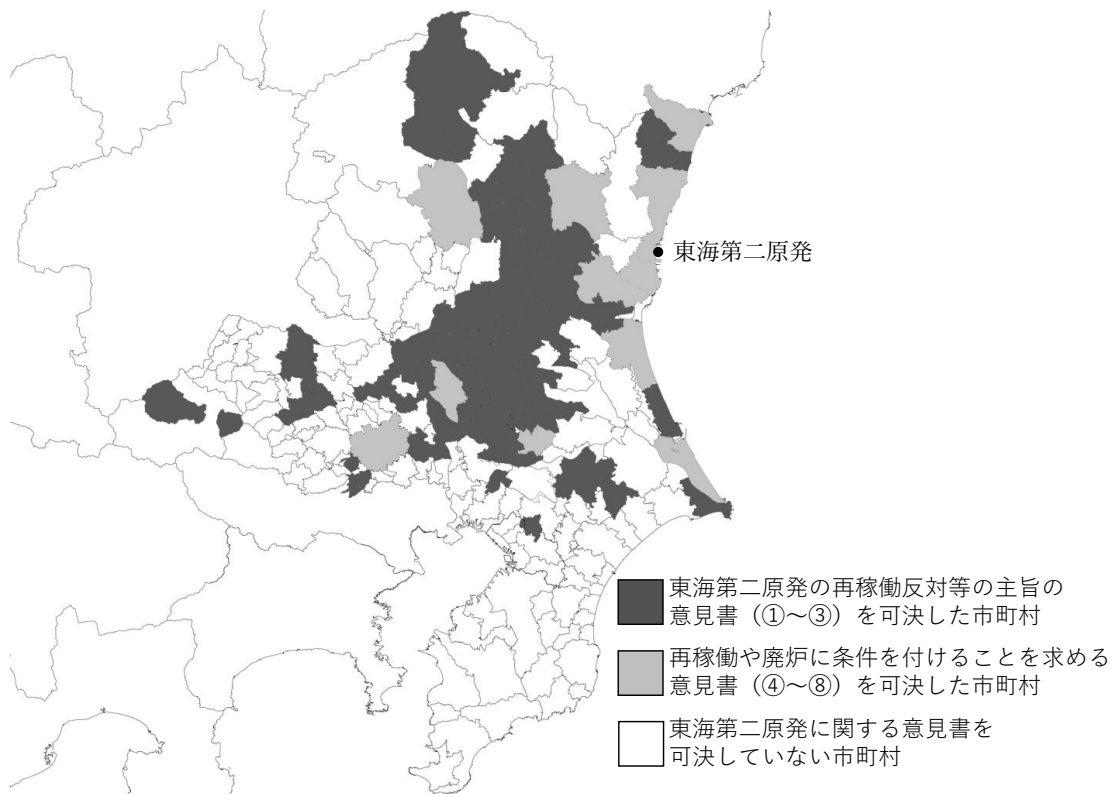 東海第二原発
東海第二原発の再稼働反対等の主旨の
意見書（①～③）を可決した市町村
再稼働や廃炉に条件を付けることを求める
意見書（④～⑧）を可決した市町村
東海第二原発に関する意見書を
可決していない市町村